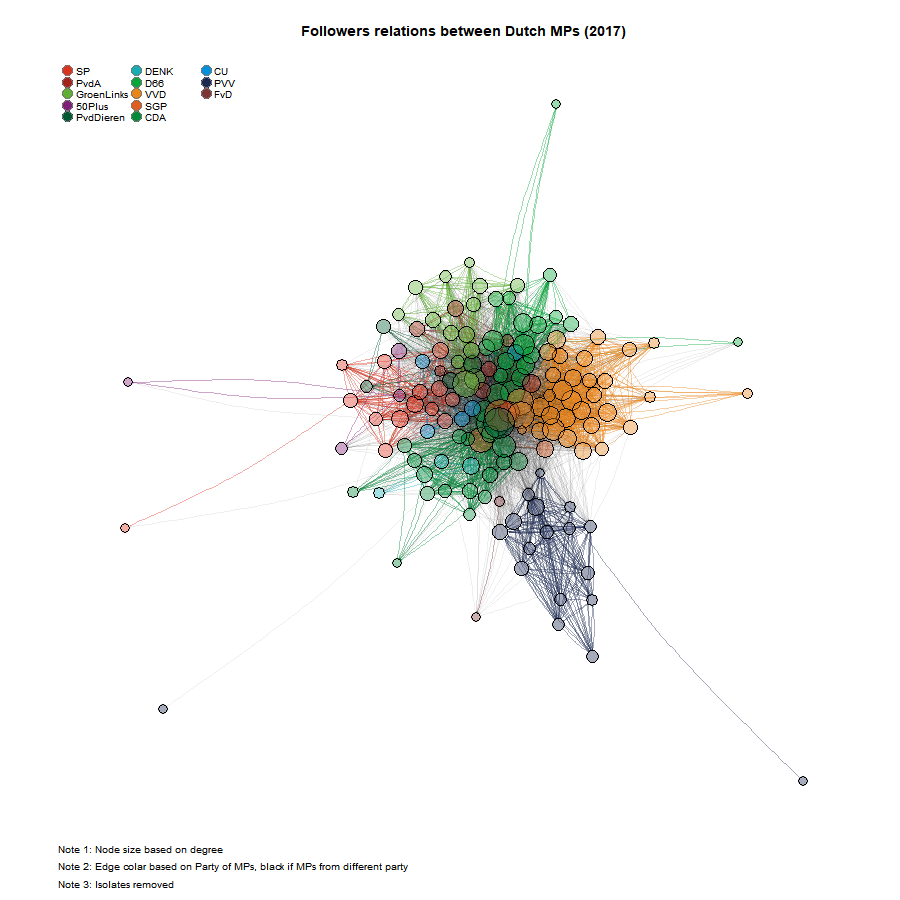 Followers relations between Dutch MPs (2017)
SP DENK CU
PvdA D66 PVV
GroenLinks VVD FvD
50Plus SGP
PvdDieren CDA
Note 1: Node size based on degree
Note 2: Edge colar based on Party of MPs, black if MPs from different party
Note 3: Isolates removed